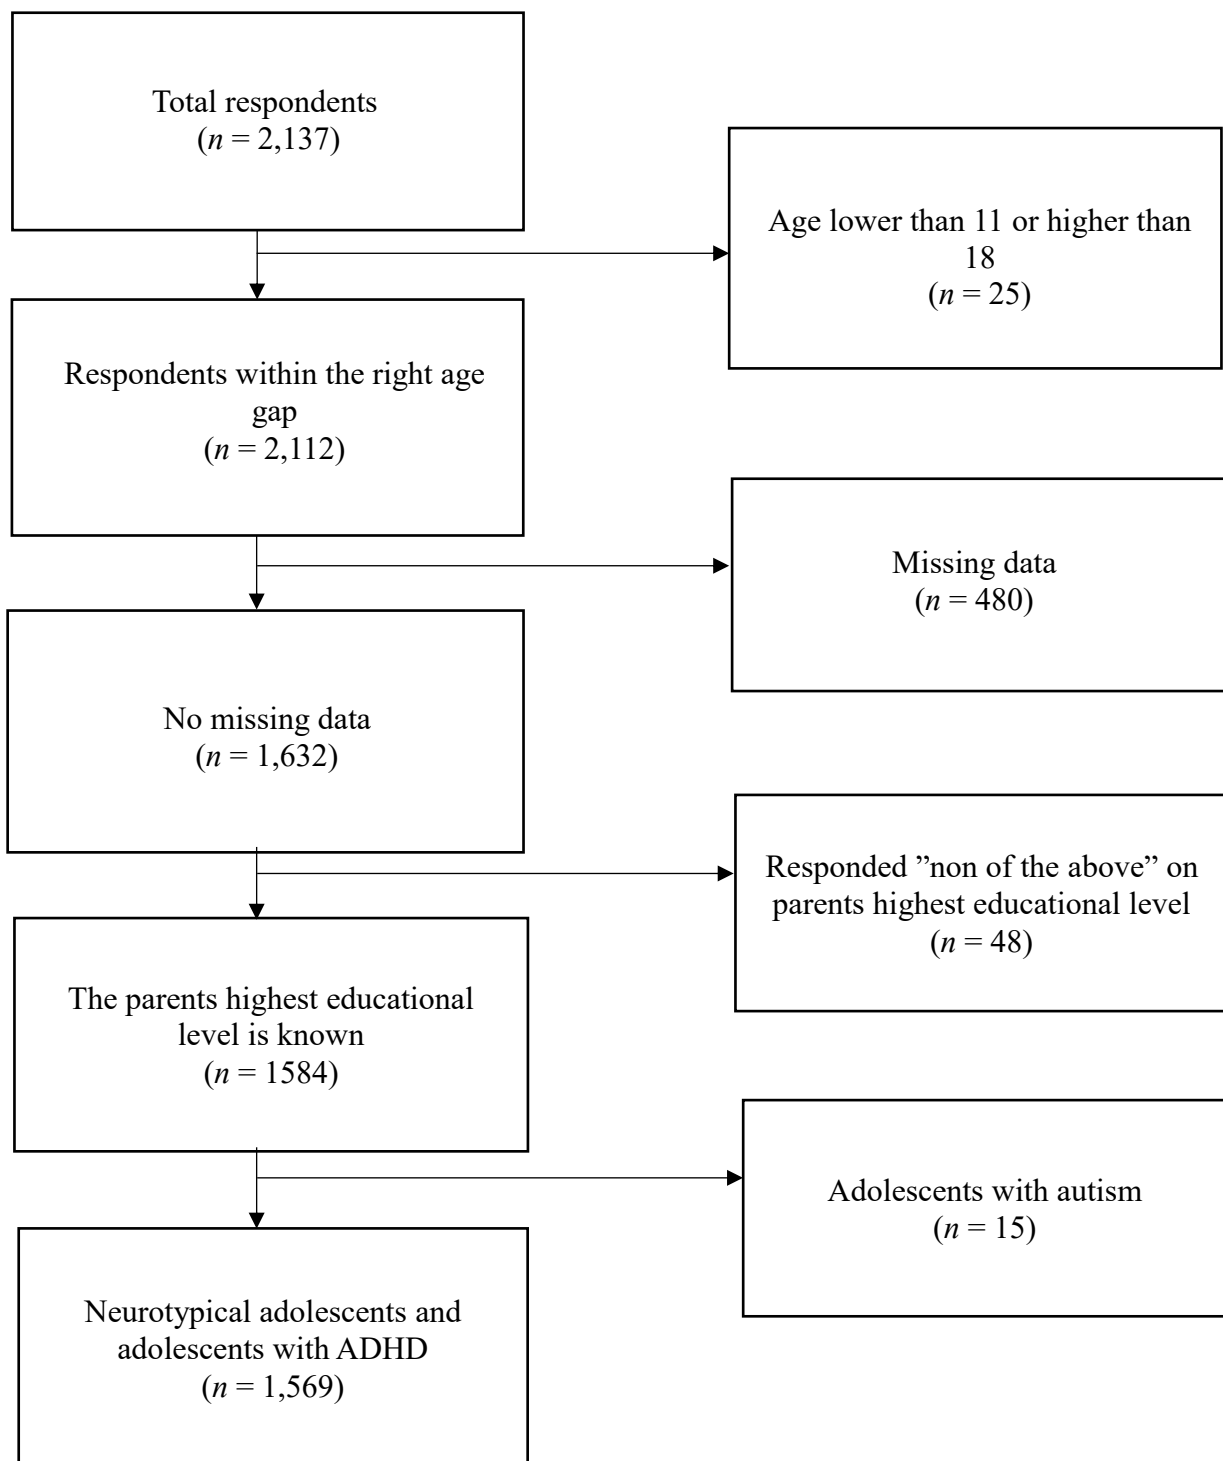 Total respondents
(n = 2,137)
Age lower than 11 or higher than
18
(n = 25)
Respondents within the right age
gap
(n = 2,112)
Missing data
(n = 480)
No missing data
(n = 1,632)
Responded ”non of the above” on
parents highest educational level
(n = 48)
The parents highest educational
level is known
(n = 1584)
Adolescents with autism
(n = 15)
Neurotypical adolescents and
adolescents with ADHD
(n = 1,569)